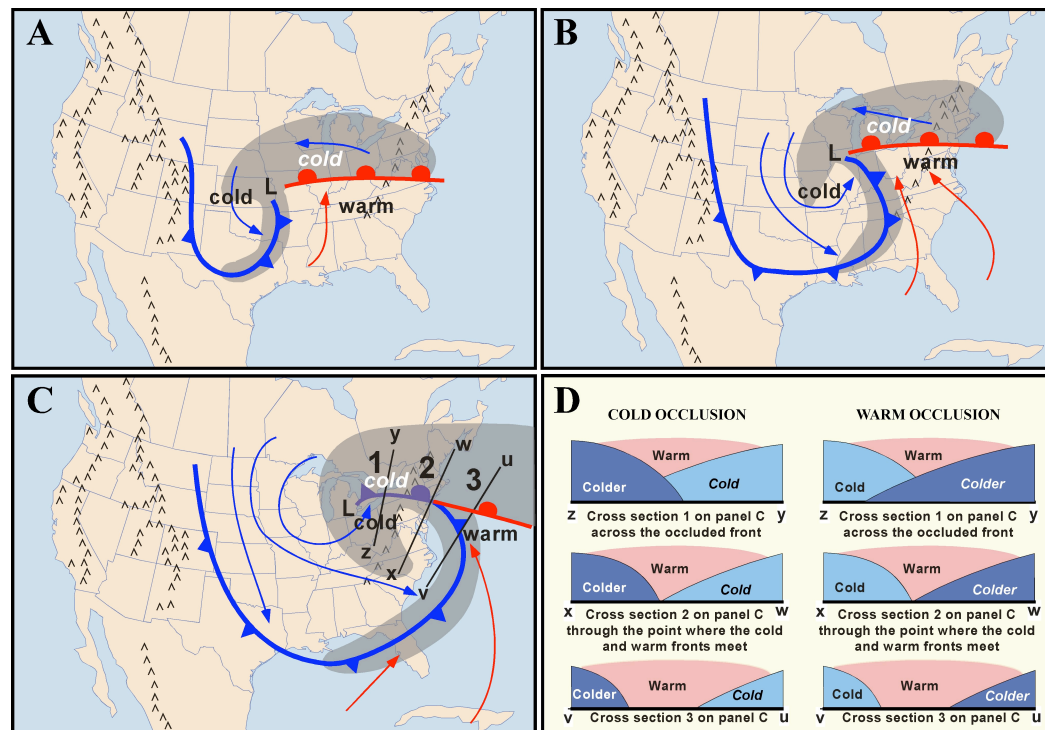 A
cold
cold
L
warm
B
cold
L
warm
cold
C
y
w
u
1
2
3
cold
L
cold
warm
z
x
v
D
COLD OCCLUSION
WARM OCCLUSION
Warm
Colder
Cold
z
y
Cross section 1 on panel C
across the occluded front
Warm
Cold
Colder
z
y
Cross section 1 on panel C
across the occluded front
Warm
Colder
Cold
x
w
Cross section 2 on panel C
through the point where the cold
and warm fronts meet
Warm
Cold
Colder
x
w
Cross section 2 on panel C
through the point where the cold
and warm fronts meet
Colder
Warm
Cold
v
Cross section 3 on panel C
u
Cold
Warm
Colder
v
Cross section 3 on panel C
u